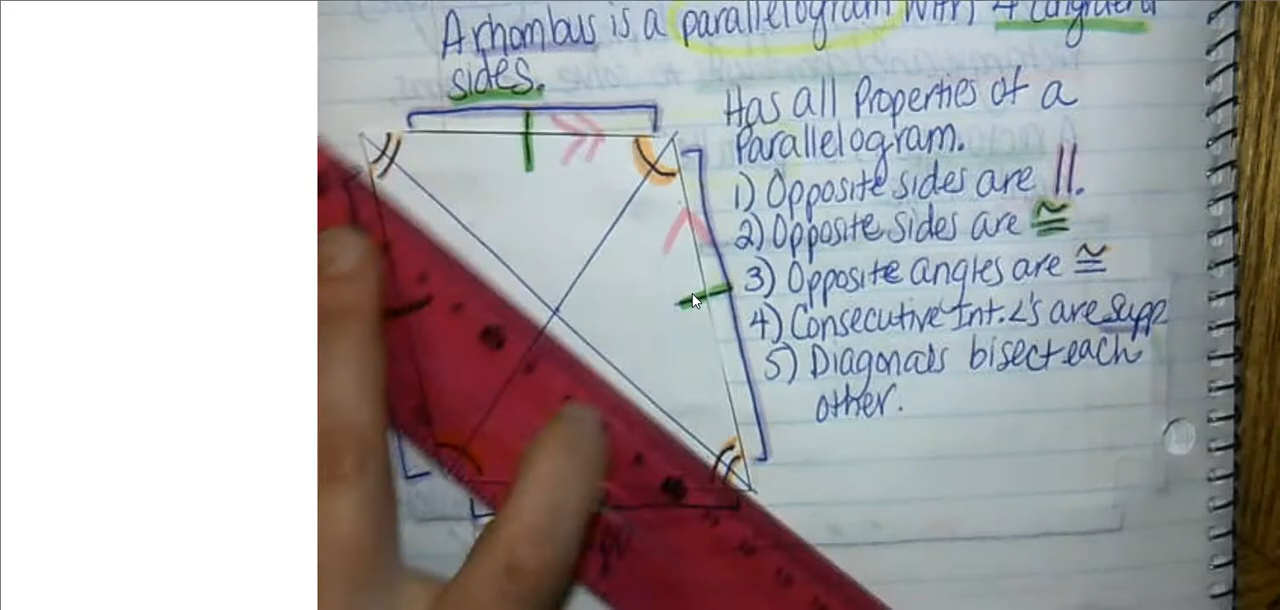 A rhombus is a parallelogram with 4 congruent
sides.
Has all Properties of a
Parallelogram.
1) Opposite sides are ||.
2) Opposite sides are ≅
3) Opposite angles are ≅
4) Consecutive Int. ∠'s are supp
5) Diagonals bisect each
other.